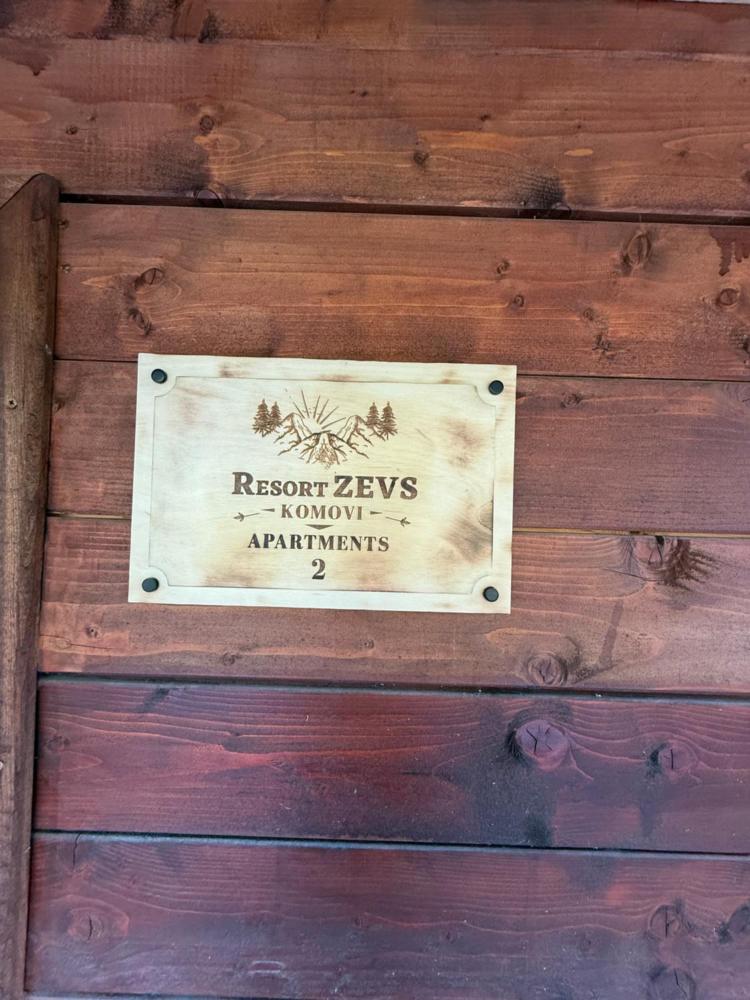 RESORT ZEVS
KOMOVI
APARTMENTS
2